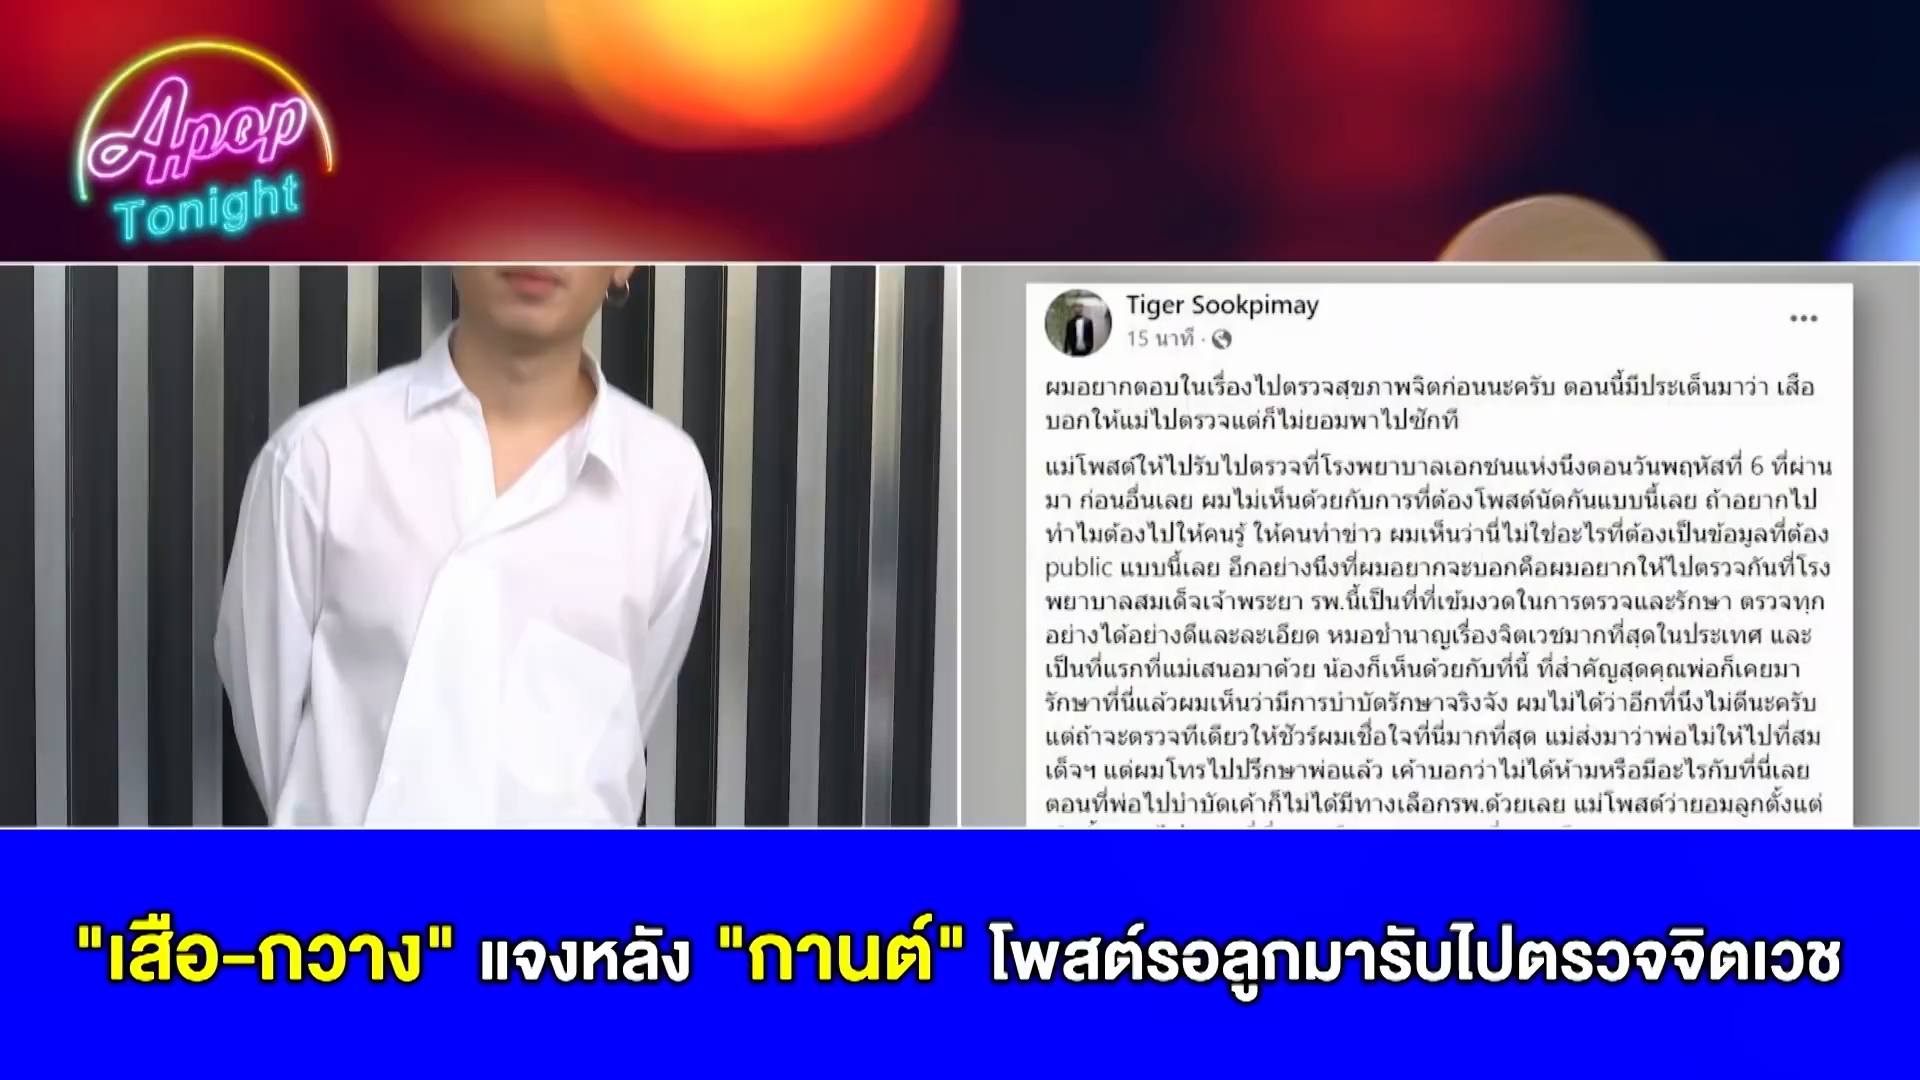 Apop
Tonight
Tiger Sookpimay
15 นาที ·
ผมอยากตอบในเรื่องไปตรวจสุขภาพจิตก่อนนะครับ ตอนนี้มีประเด็นมาว่า เสือ
บอกให้แม่ไปตรวจแต่ก็ไม่ยอมพาไปซักที
แม่โพสต์ให้ไปรับไปตรวจที่โรงพยาบาลเอกชนแห่งนึงตอนวันพฤหัสที่ 6 ที่ผ่าน
มา ก่อนอื่นเลย ผมไม่เห็นด้วยกับการที่ต้องโพสต์นัดกันแบบนี้เลย ถ้าอยากไป
ทำไมต้องไปให้คนรู้ ให้คนทำข่าว ผมเห็นว่านี่ไม่ใช่อะไรที่ต้องเป็นข้อมูลที่ต้อง
public แบบนี้เลย อีกอย่างนึงที่ผมอยากจะบอกคือผมอยากให้ไปตรวจกันที่โรง
พยาบาลสมเด็จเจ้าพระยา รพ.นี้เป็นที่ที่เข้มงวดในการตรวจและรักษา ตรวจทุก
อย่างได้อย่างดีและละเอียด หมอชำนาญเรื่องจิตเวชมากที่สุดในประเทศ และ
เป็นที่แรกที่แม่เสนอมาด้วย น้องก็เห็นด้วยกับที่นี้ ที่สำคัญสุดคุณพ่อก็เคยมา
รักษาที่นี่แล้วผมเห็นว่ามีการบำบัดรักษาจริงจัง ผมไม่ได้ว่าอีกที่นึงไม่ดีนะครับ
แต่ถ้าจะตรวจทีเดียวให้ชัวร์ผมเชื่อใจที่นี่มากที่สุด แม่ส่งมาว่าพ่อไม่ให้ไปที่สม
เด็จฯ แต่ผมโทรไปปรึกษาพ่อแล้ว เค้าบอกว่าไม่ได้ห้ามหรือมีอะไรกับที่นี่เลย
ตอนที่พ่อไปบำบัดเค้าก็ไม่ได้มีทางเลือกรพ.ด้วยเลย แม่โพสต์ว่ายอมลูกตั้งแต่
"เสือ-กวาง" แจงหลัง "กานต์" โพสต์รอลูกมารับไปตรวจจิตเวช